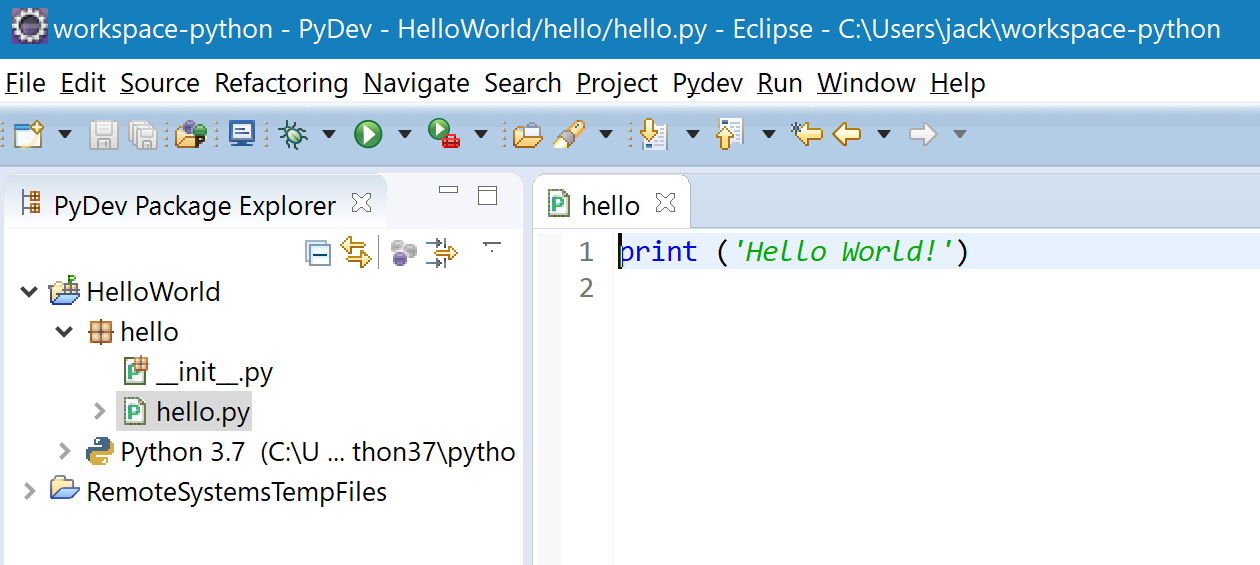 workspace-python - PyDev - HelloWorld/hello/hello.py - Eclipse - C:\Users\jack\workspace-python
File Edit Source Refactoring Navigate Search Project Pydev Run Window Help
PyDev Package Explorer
hello
HelloWorld
hello
__init__.py
hello.py
Python 3.7 (C:\U ... thon37\pytho
RemoteSystemsTempFiles
1 print ('Hello World!')
2